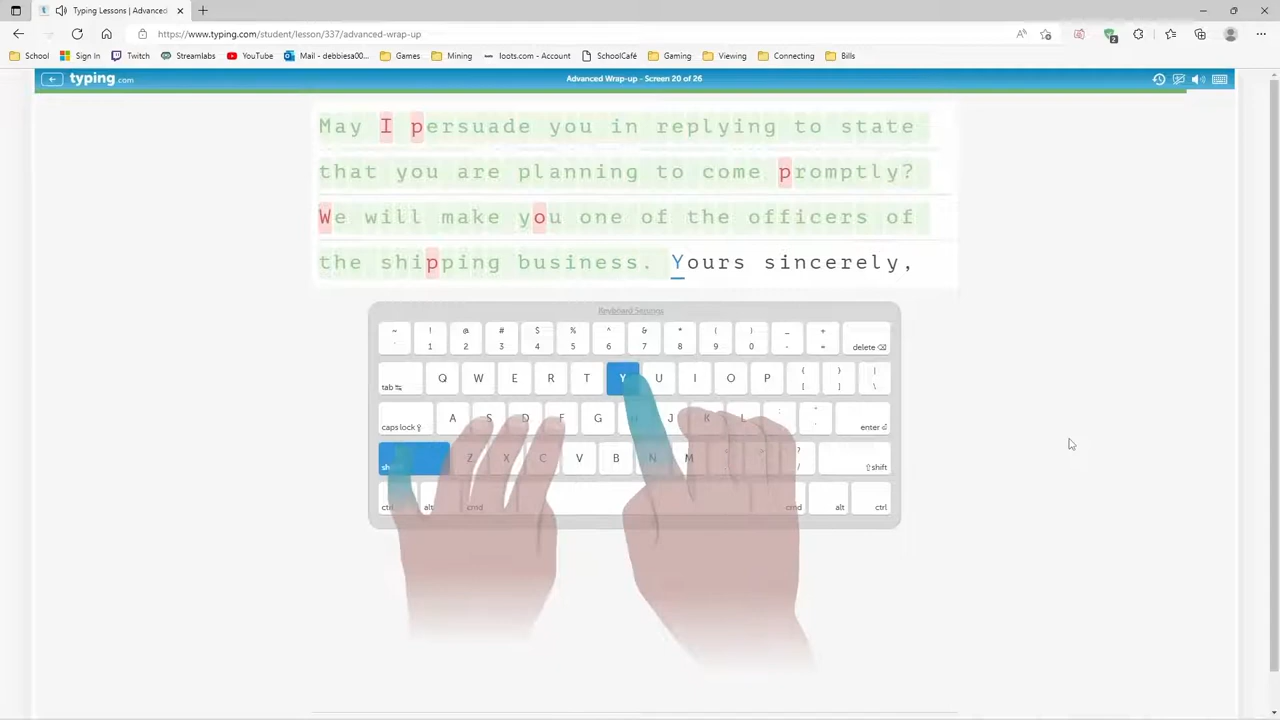 Typing Lessons | Advanced
https://www.typing.com/student/lesson/337/advanced-wrap-up
School Sign In Twitch Streamlabs YouTube Mail - debbiesa00... Games Mining loots.com - Account SchoolCafé Gaming Viewing Connecting Bills
typing.com Advanced Wrap-up - Screen 20 of 26
May I persuade you in replying to state
that you are planning to come promptly?
We will make you one of the officers of
the shipping business. Yours sincerely,
Keyboard Settings
~ ! @ # $ % ^ & * ( ) _ +
` 1 2 3 4 5 6 7 8 9 0 - = delete
tab Q W E R T Y U I O P { } |
[ ] \
caps lock A S D F G H J K L : "
; ' enter
shift Z X C V B N M < > ?
/ shift
ctrl alt cmd cmd alt ctrl